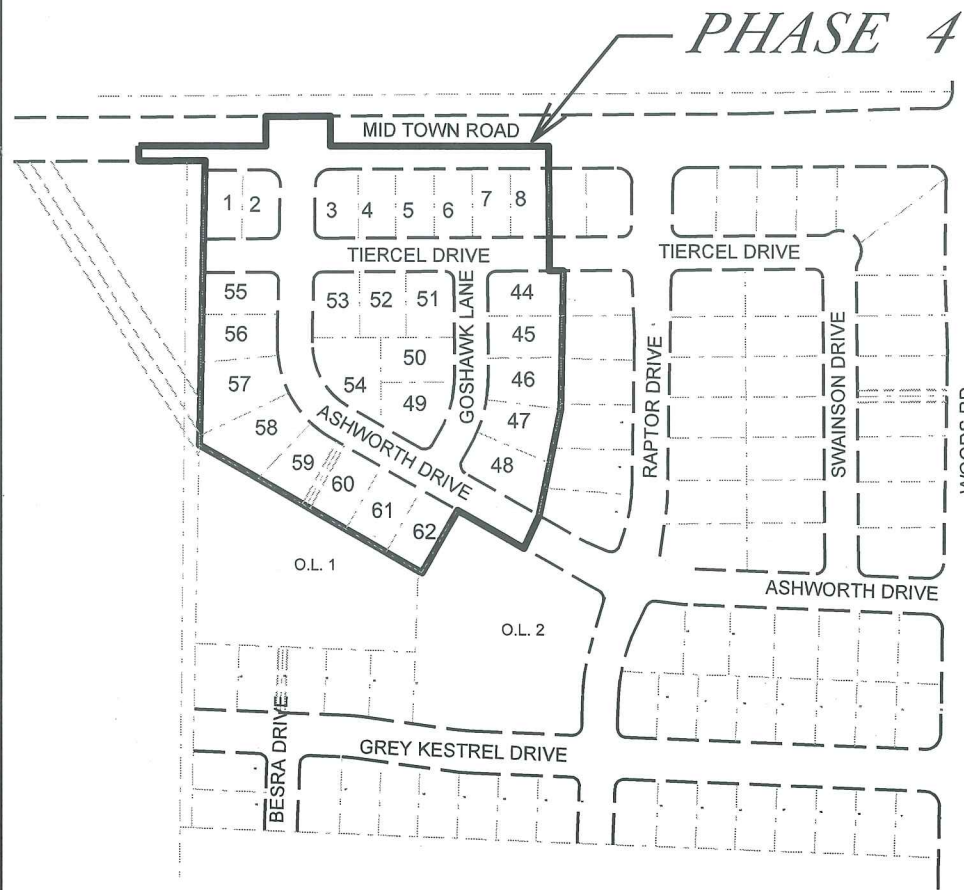 PHASE 4
MID TOWN ROAD
1 2 3 4 5 6 7 8
TIERCEL DRIVE
TIERCEL DRIVE
55 53 52 51 44
56 50 45
57 54 49 46
58 47
59 48
60
61
62
GOSHAWK LANE
ASHWORTH DRIVE
RAPTOR DRIVE
SWAINSON DRIVE
WOODS RD
O.L. 1
ASHWORTH DRIVE
O.L. 2
BESRA DRIVE
GREY KESTREL DRIVE